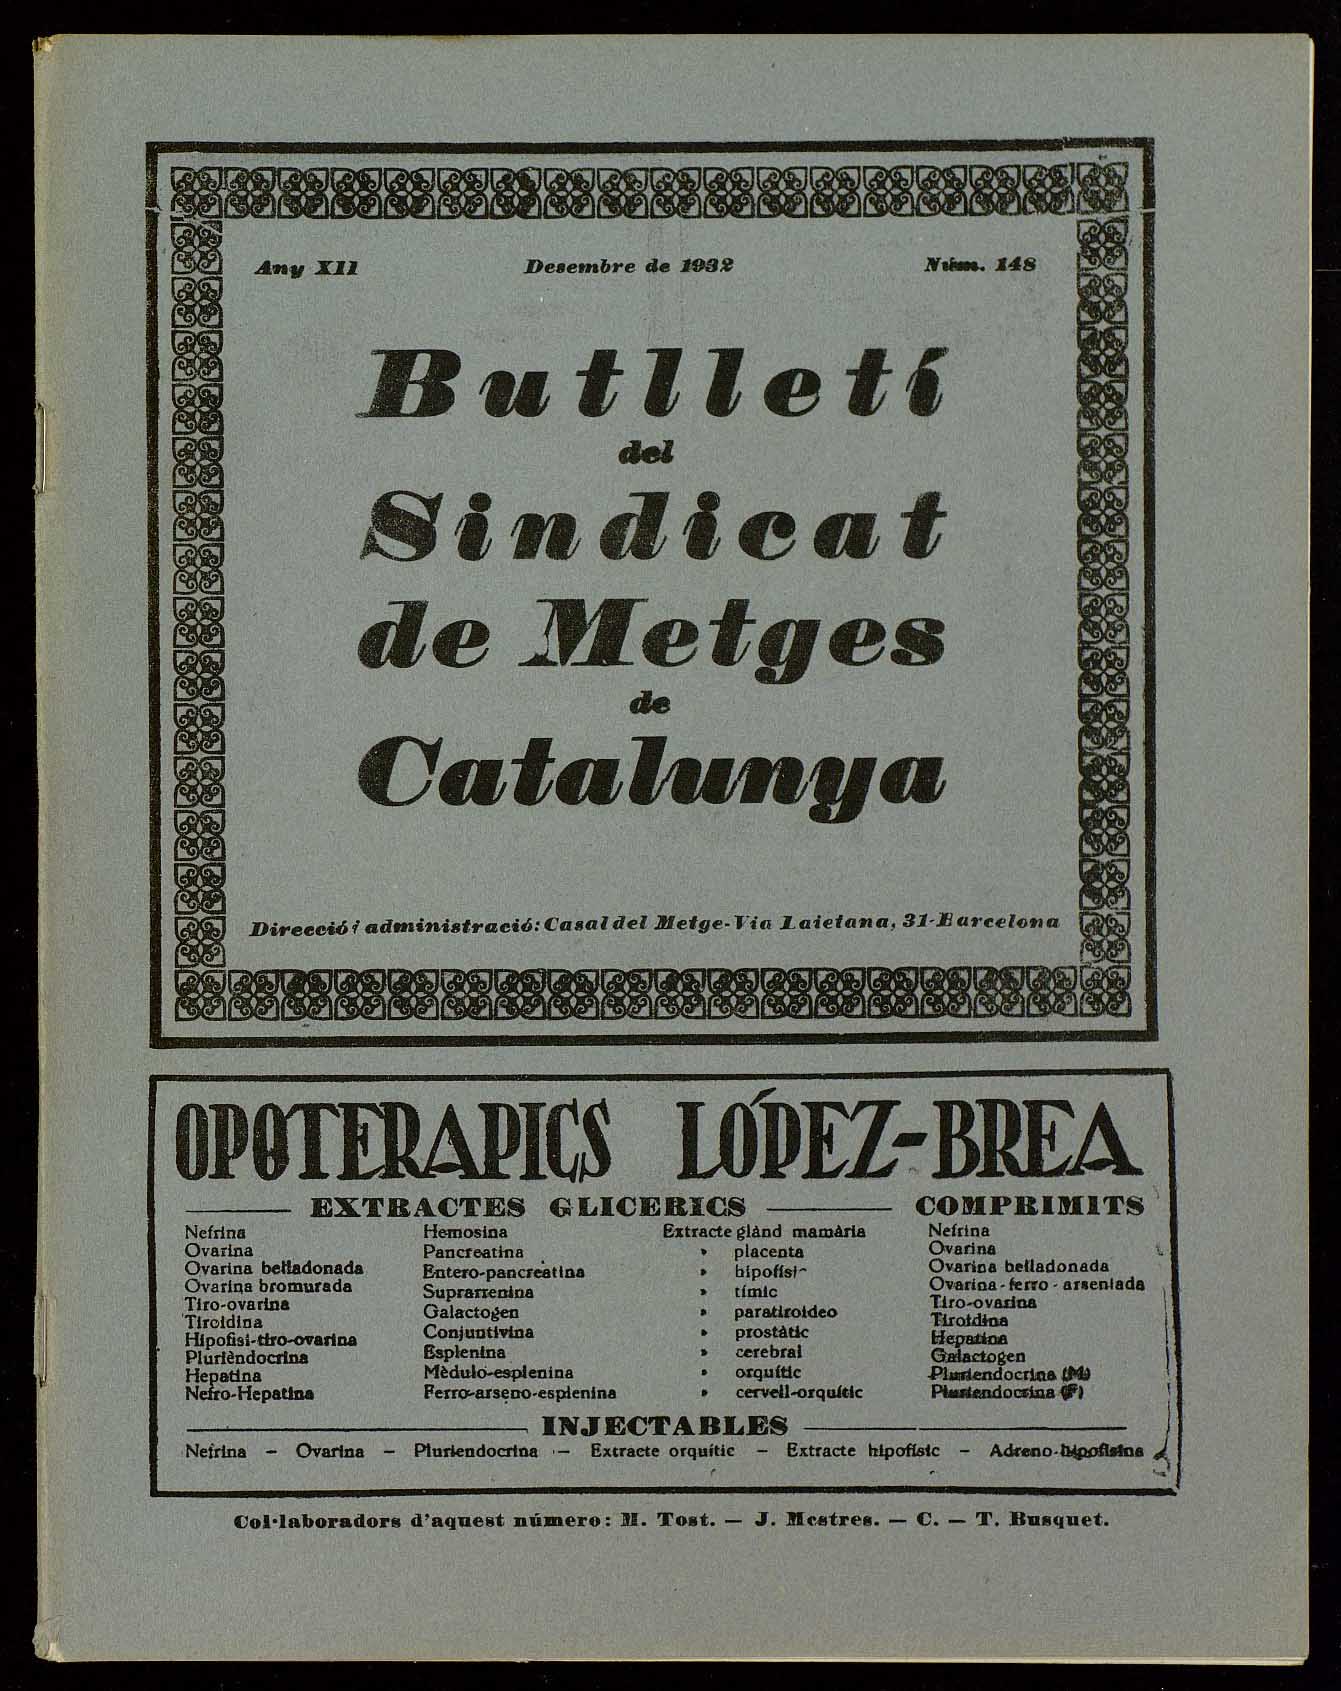 Any XII Desembre de 1932 Núm. 148
Butlletí
del
Sindicat
de Metges
de
Catalunya
Direcció i administració: Casal del Metge-Via Laietana, 31-Barcelona
OPOTERAPICS LÓPEZ-BREA
EXTRACTES GLICERICS
Nefrina
Ovarina
Ovarina belladonada
Ovarina bromurada
Tiro-ovarina
Tiroidina
Hipofisi-tiro-ovarina
Plurièndocrina
Hepatina
Nefro-Hepatina
Hemosina
Pancreatina
Entero-pancreàtina
Suprarrenina
Galactogen
Conjuntivina
Esplenina
Mèdulo-esplenina
Ferro-arseno-esplenina
Extracte glànd mamària
» placenta
» hipofisi
» tímic
» paratiroideo
» prostàtic
» cerebral
» orquític
» cervell-orquític
COMPRIMITS
Nefrina
Ovarina
Ovarina belladonada
Ovarina-ferro-arseniada
Tiro-ovarina
Tiroidina
Hepatina
Galactogen
Pluriendocrina (M)
Pluriendocrina (F)
INJECTABLES
Nefrina — Ovarina — Pluriendocrina — Extracte orquític — Extracte hipofisic — Adreno-hipofisina
Col·laboradors d'aquest número: M. Tost. — J. Mestres. — C. — T. Busquet.